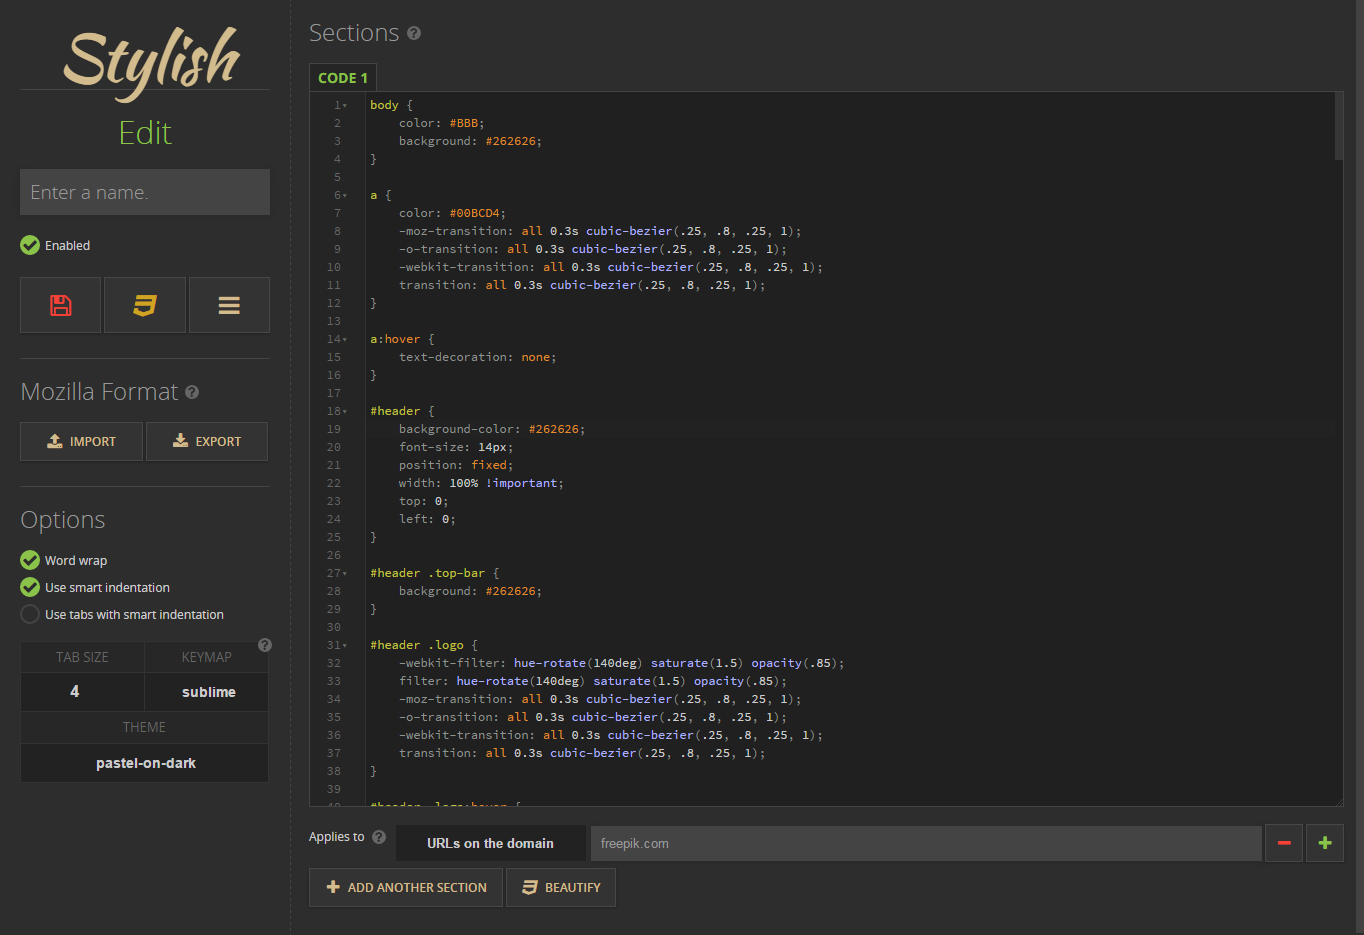 Stylish
Edit
Enter a name.
Enabled
Mozilla Format
IMPORT
EXPORT
Options
Word wrap
Use smart indentation
Use tabs with smart indentation
TAB SIZE
KEYMAP
4
sublime
THEME
pastel-on-dark
Sections
CODE 1
1 body {
2     color: #BBB;
3     background: #262626;
4 }
5
6 a {
7     color: #00BCD4;
8     -moz-transition: all 0.3s cubic-bezier(.25, .8, .25, 1);
9     -o-transition: all 0.3s cubic-bezier(.25, .8, .25, 1);
10     -webkit-transition: all 0.3s cubic-bezier(.25, .8, .25, 1);
11     transition: all 0.3s cubic-bezier(.25, .8, .25, 1);
12 }
13
14 a:hover {
15     text-decoration: none;
16 }
17
18 #header {
19     background-color: #262626;
20     font-size: 14px;
21     position: fixed;
22     width: 100% !important;
23     top: 0;
24     left: 0;
25 }
26
27 #header .top-bar {
28     background: #262626;
29 }
30
31 #header .logo {
32     -webkit-filter: hue-rotate(140deg) saturate(1.5) opacity(.85);
33     filter: hue-rotate(140deg) saturate(1.5) opacity(.85);
34     -moz-transition: all 0.3s cubic-bezier(.25, .8, .25, 1);
35     -o-transition: all 0.3s cubic-bezier(.25, .8, .25, 1);
36     -webkit-transition: all 0.3s cubic-bezier(.25, .8, .25, 1);
37     transition: all 0.3s cubic-bezier(.25, .8, .25, 1);
38 }
39
40 #header .logo:hover {
Applies to
URLs on the domain
freepik.com
ADD ANOTHER SECTION
BEAUTIFY